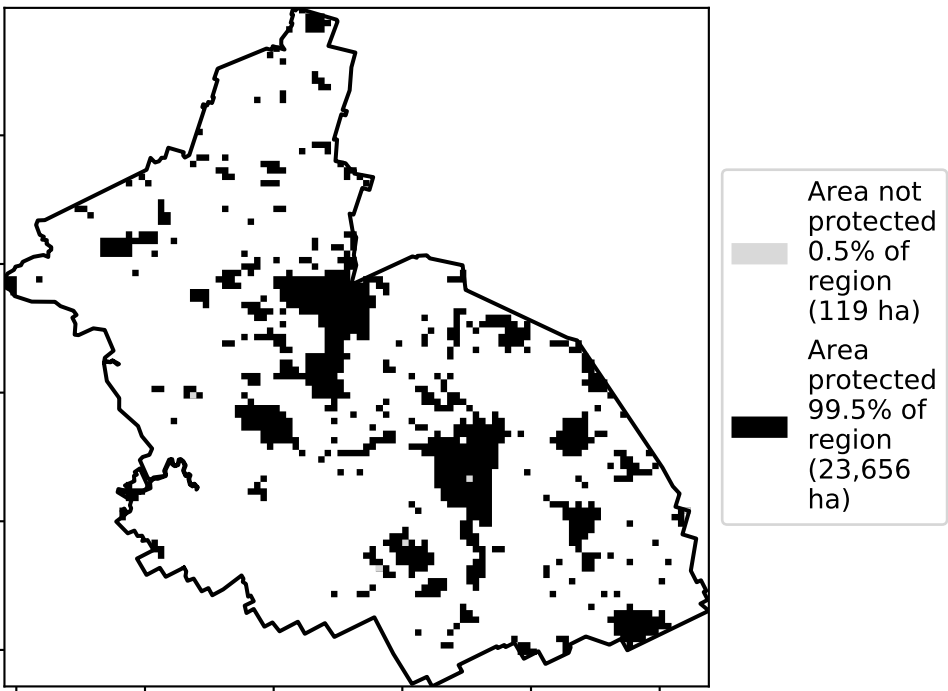 Area not
protected
0.5% of
region
(119 ha)
Area
protected
99.5% of
region
(23,656
ha)